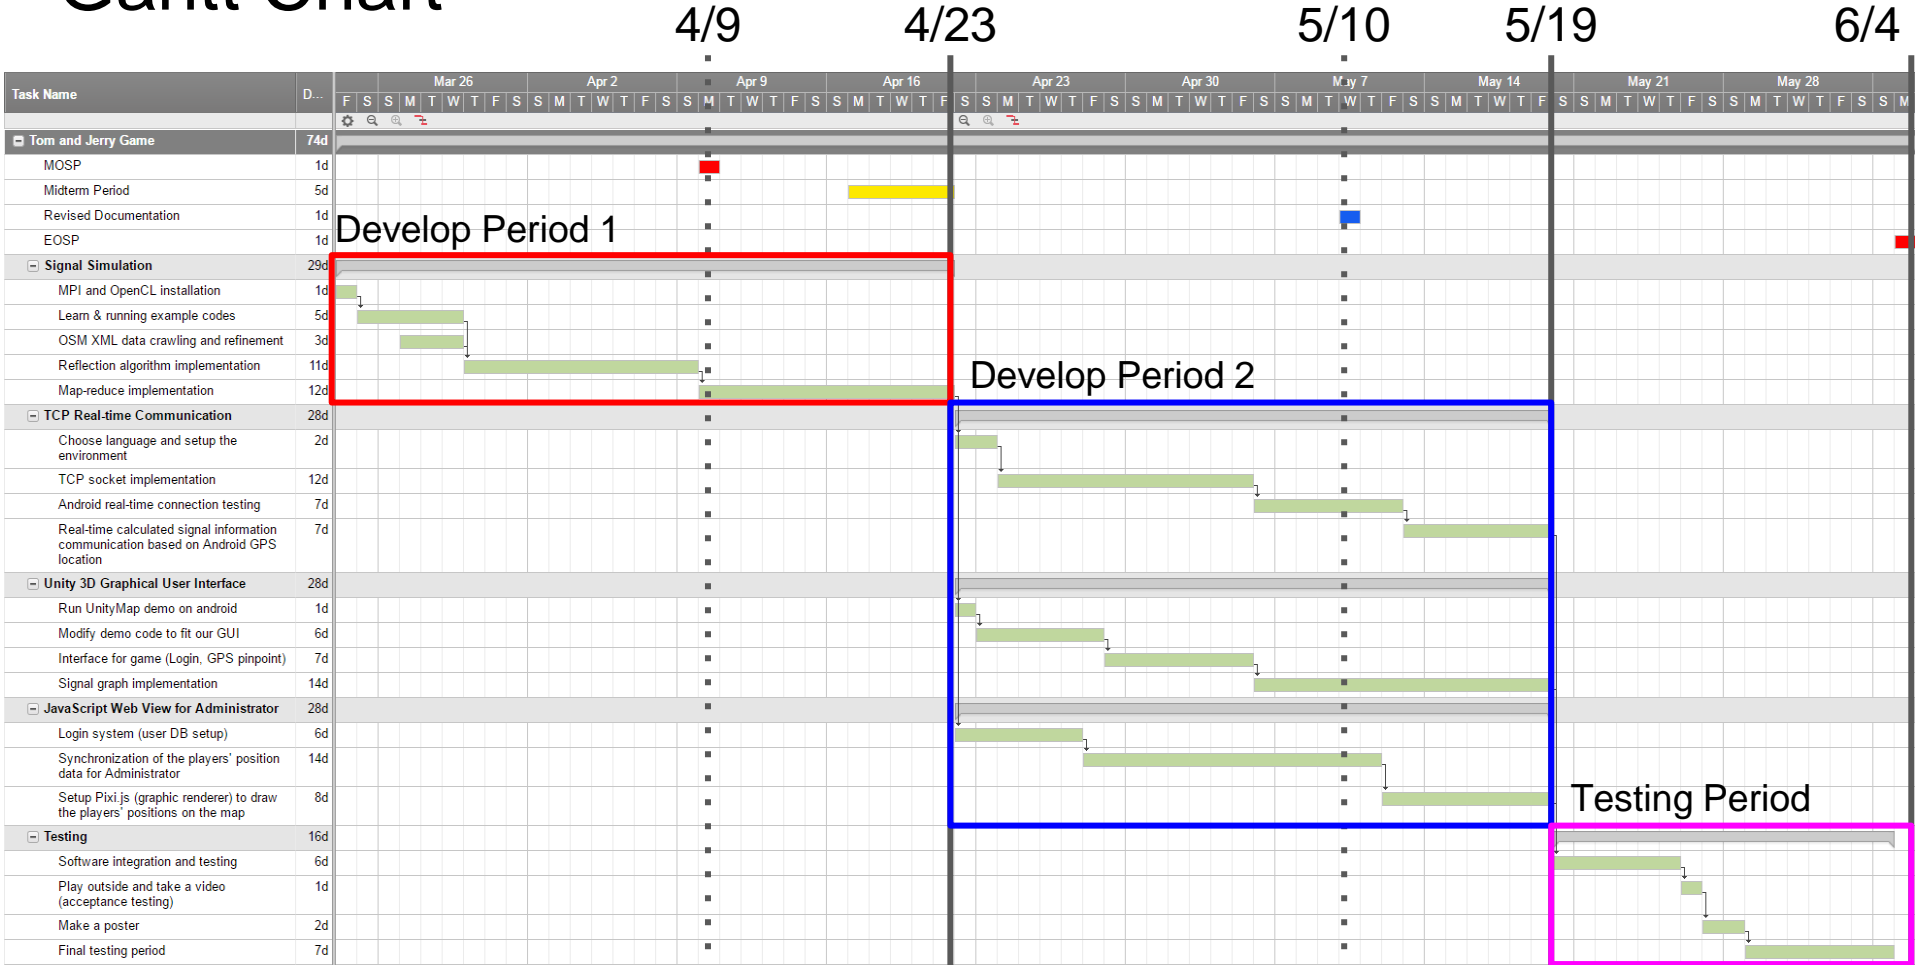 Gantt Chart
4/9 4/23 5/10 5/19 6/4
Task Name D... Mar 26 Apr 2 Apr 9 Apr 16 Apr 23 Apr 30 May 7 May 14 May 21 May 28
F S S M T W T F S S M T W T F S S M T W T F S S M T W T F S S M T W T F S S M T W T F S S M T W T F S S M T W T F S S M T W T F S S M T W T F S S M
Tom and Jerry Game 74d
MOSP 1d
Midterm Period 5d
Revised Documentation 1d
Develop Period 1
EOSP 1d
Signal Simulation 29d
MPI and OpenCL installation 1d
Learn & running example codes 5d
OSM XML data crawling and refinement 3d
Reflection algorithm implementation 11d
Develop Period 2
Map-reduce implementation 12d
TCP Real-time Communication 28d
Choose language and setup the 2d
environment
TCP socket implementation 12d
Android real-time connection testing 7d
Real-time calculated signal information 7d
communication based on Android GPS
location
Unity 3D Graphical User Interface 28d
Run UnityMap demo on android 1d
Modify demo code to fit our GUI 6d
Interface for game (Login, GPS pinpoint) 7d
Signal graph implementation 14d
JavaScript Web View for Administrator 28d
Login system (user DB setup) 6d
Synchronization of the players' position 14d
data for Administrator
Setup Pixi.js (graphic renderer) to draw 8d
the players' positions on the map
Testing Period
Testing 16d
Software integration and testing 6d
Play outside and take a video 1d
(acceptance testing)
Make a poster 2d
Final testing period 7d